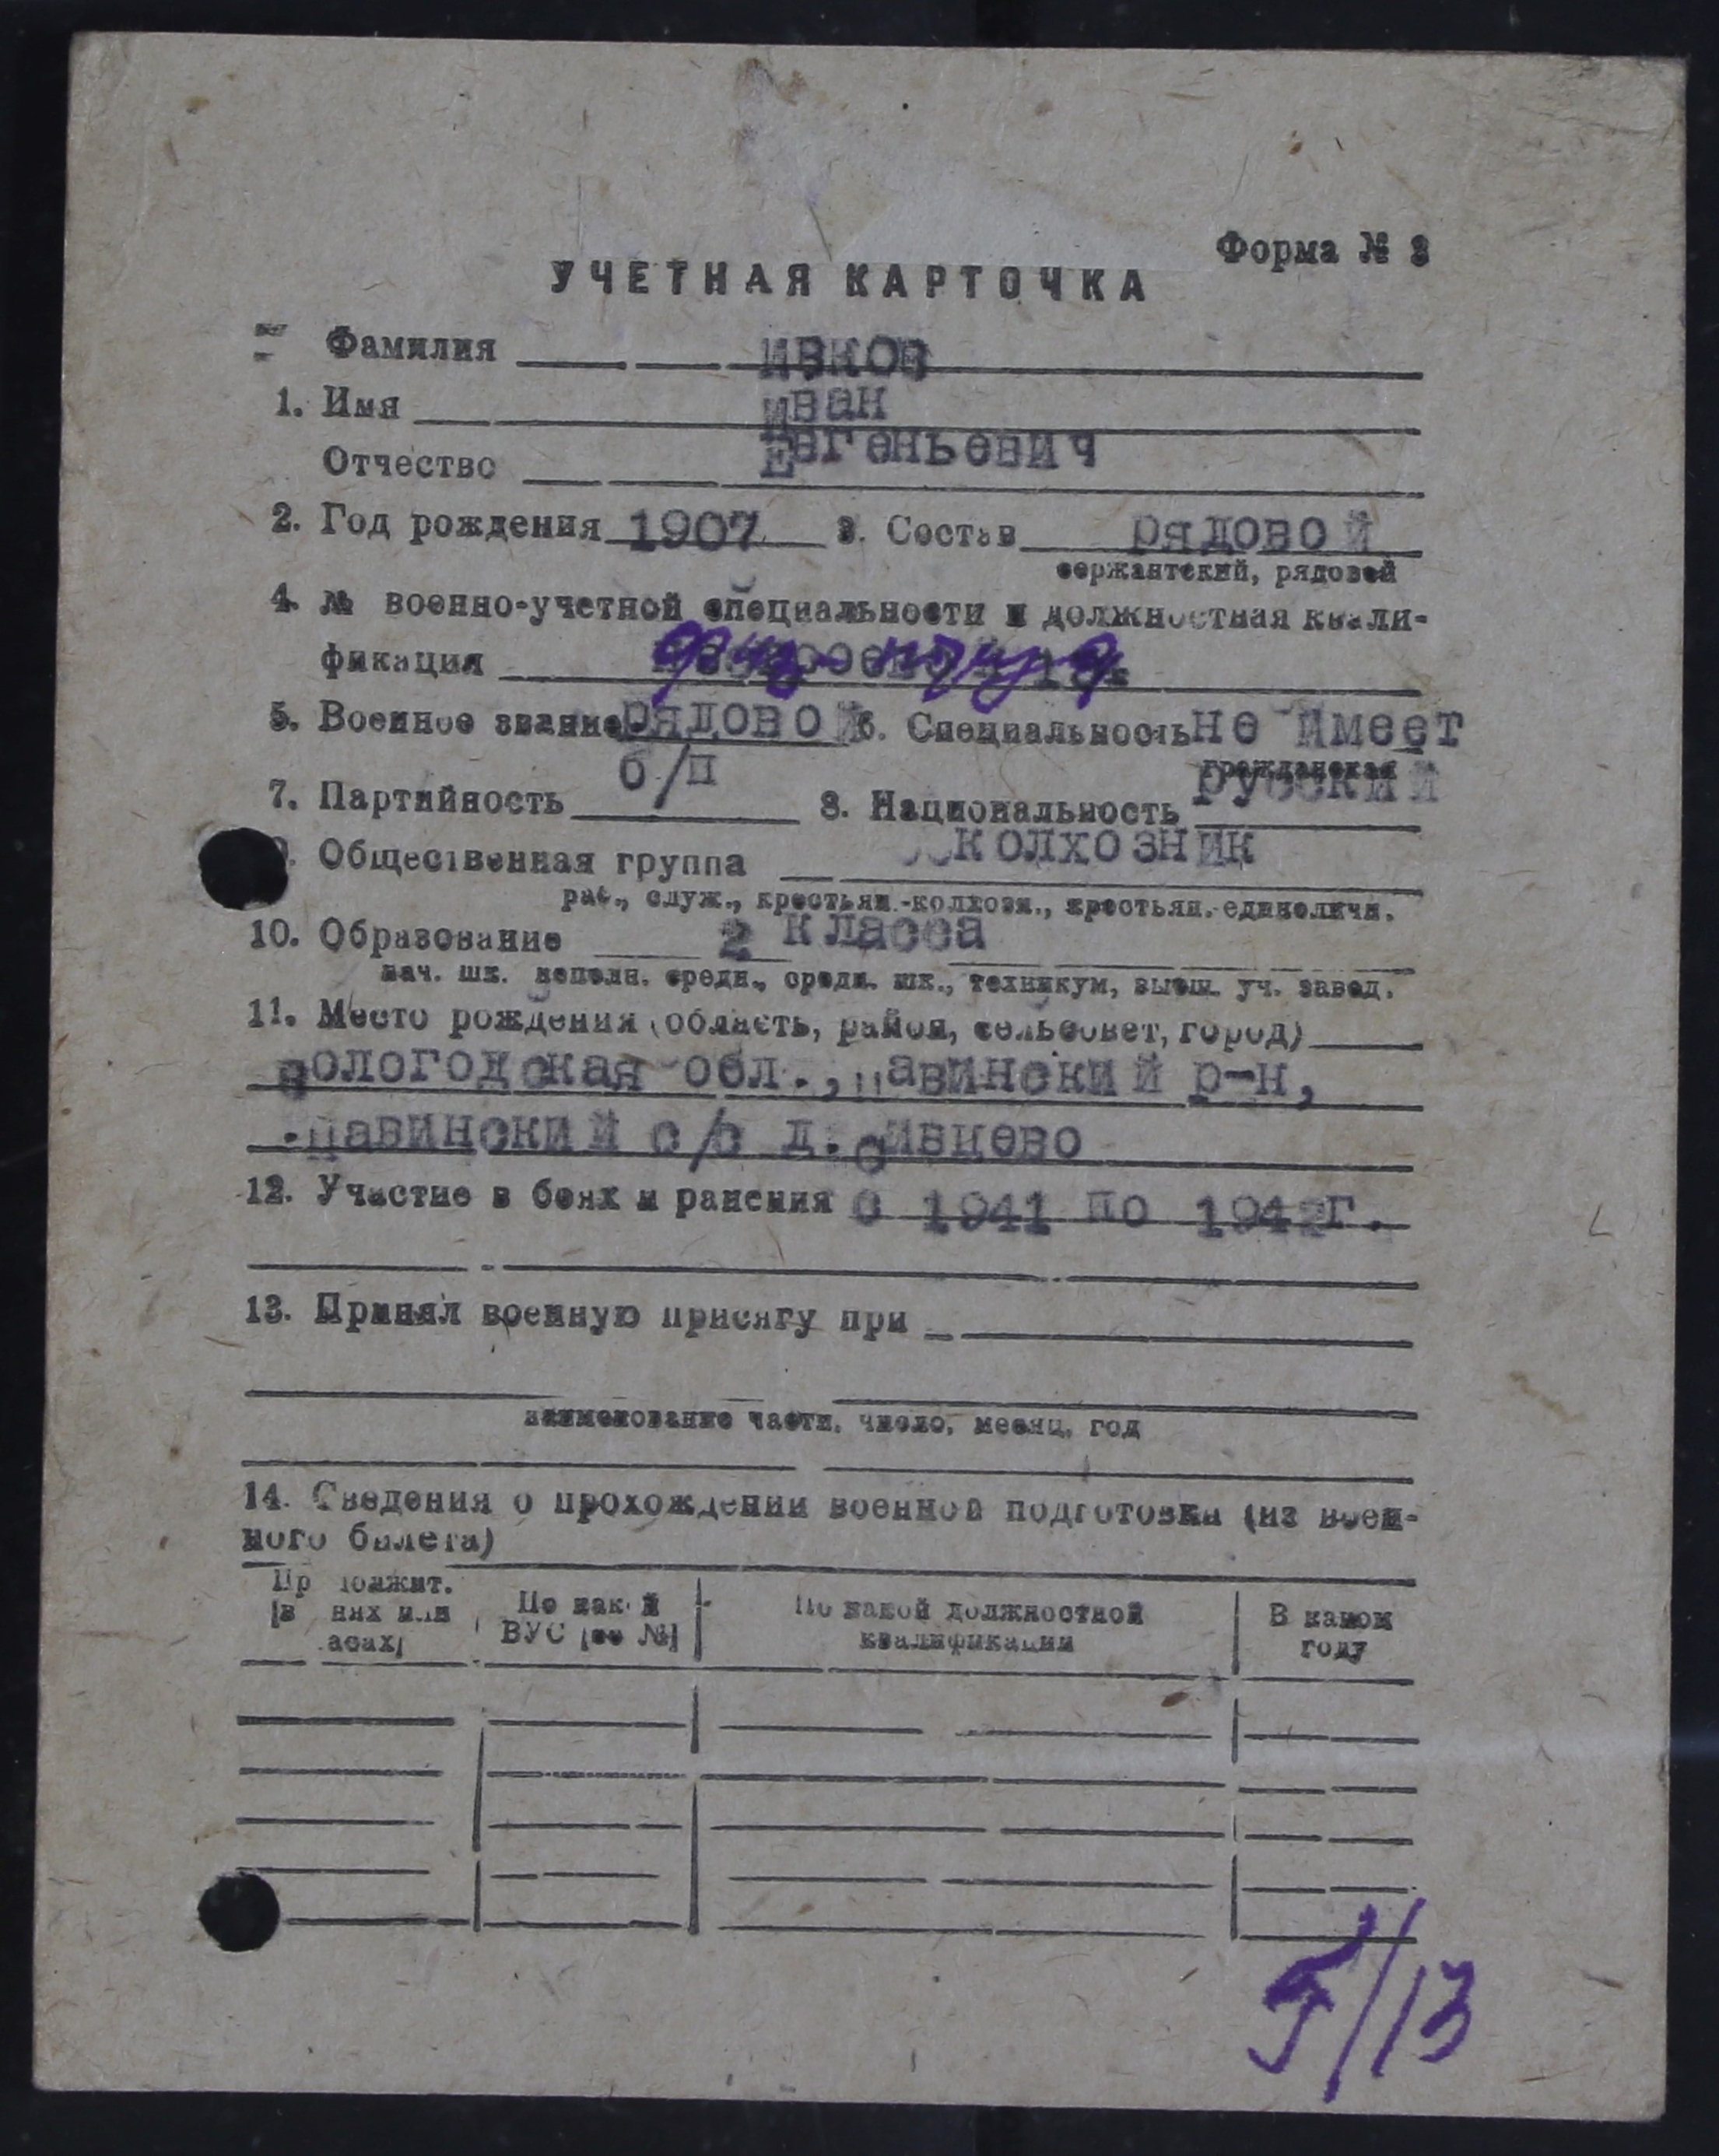 Форма № 3
УЧЕТНАЯ КАРТОЧКА
Фамилия Ивков
1. Имя Иван
Отчество Евгеньевич
2. Год рождения 1907 3. Состав рядовой
сержантский, рядовой
4. № военно-учетной специальности и должностная квали-
фикация
5. Военное звание рядовой 6. Специальность не имеет
гражданская
7. Партийность б/п 8. Национальность русский
9. Общественная группа колхозник
раб., служ., крестьян.-колхозн., крестьян.-единоличн.
10. Образование 2 класса
нач. шк. неполн. средн., средн. шк., техникум, высш. уч. завед.
11. Место рождения (область, район, сельсовет, город)
Вологодская обл., Павинский р-н,
Павинский с/с д. Сивцево
12. Участие в боях и ранения с 1941 по 1942г.
13. Принял военную присягу при
наименование части, число, месяц, год
14. Сведения о прохождении военной подготовки (из воен-
ного билета)
По какой ВУС (№) По какой должностной квалификации В каком году
5/13